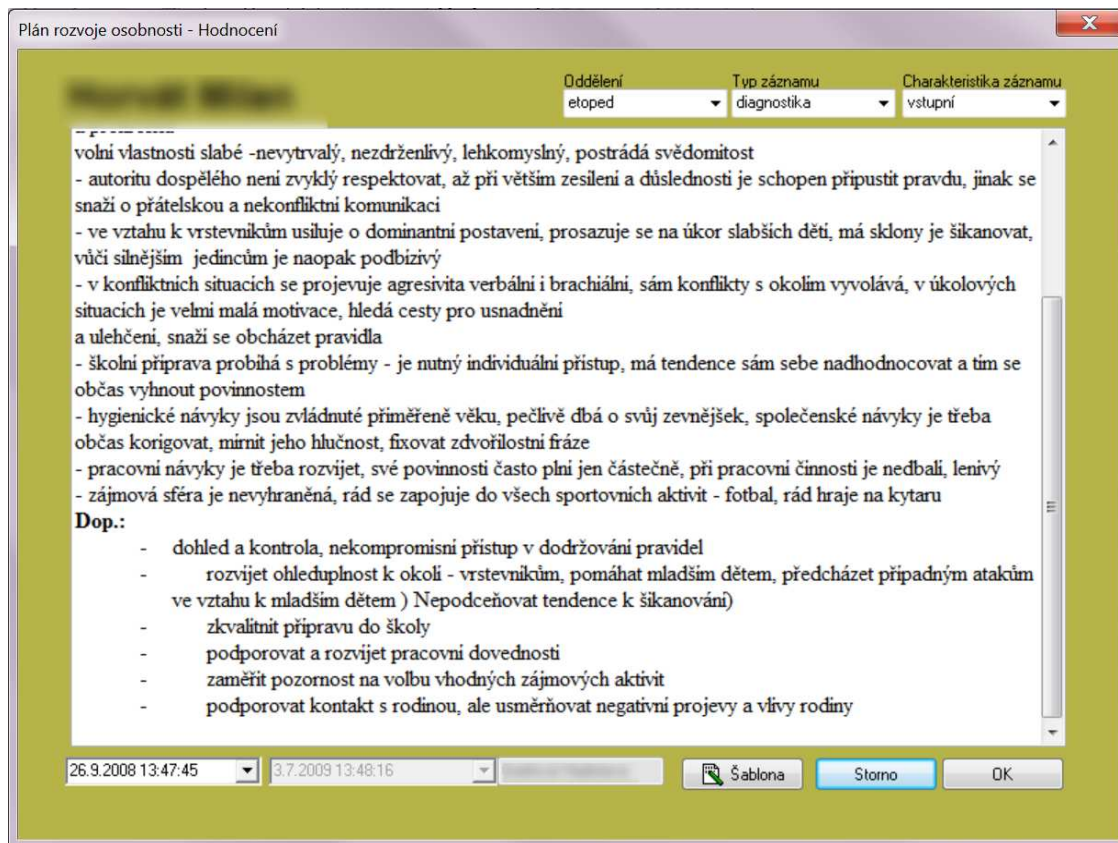 Plán rozvoje osobnosti - Hodnocení
Oddělení
Typ záznamu
Charakteristika záznamu
etoped
diagnostika
vstupní
volní vlastnosti slabé -nevytrvalý, nezdrženlivý, lehkomyslný, postrádá svědomitost
- autoritu dospělého není zvyklý respektovat, až při větším zesílení a důslednosti je schopen připustit pravdu, jinak se
snaží o přátelskou a nekonfliktní komunikaci
- ve vztahu k vrstevníkům usiluje o dominantní postavení, prosazuje se na úkor slabších dětí, má sklony je šikanovat,
vůči silnějším jedincům je naopak podbízivý
- v konfliktních situacích se projevuje agresivita verbální i brachiální, sám konflikty s okolím vyvolává, v úkolových
situacích je velmi malá motivace, hledá cesty pro usnadnění
a ulehčení, snaží se obcházet pravidla
- školní příprava probíhá s problémy - je nutný individuální přístup, má tendence sám sebe nadhodnocovat a tím se
občas vyhnout povinnostem
- hygienické návyky jsou zvládnuté přiměřeně věku, pečlivě dbá o svůj zevnějšek, společenské návyky je třeba
občas korigovat, mírnit jeho hlučnost, fixovat zdvořilostní fráze
- pracovní návyky je třeba rozvíjet, své povinnosti často plní jen částečně, při pracovní činnosti je nedbalí, lenivý
- zájmová sféra je nevyhraněná, rád se zapojuje do všech sportovních aktivit - fotbal, rád hraje na kytaru
Dop.:
- dohled a kontrola, nekompromisní přístup v dodržování pravidel
- rozvíjet ohleduplnost k okolí - vrstevníkům, pomáhat mladším dětem, předcházet případným atakům
ve vztahu k mladším dětem ) Nepodceňovat tendence k šikanování)
- zkvalitnit přípravu do školy
- podporovat a rozvíjet pracovní dovednosti
- zaměřit pozornost na volbu vhodných zájmových aktivit
- podporovat kontakt s rodinou, ale usměrňovat negativní projevy a vlivy rodiny
26.9.2008 13:47:45
3.7.2009 13:48:16
Šablona
Storno
OK